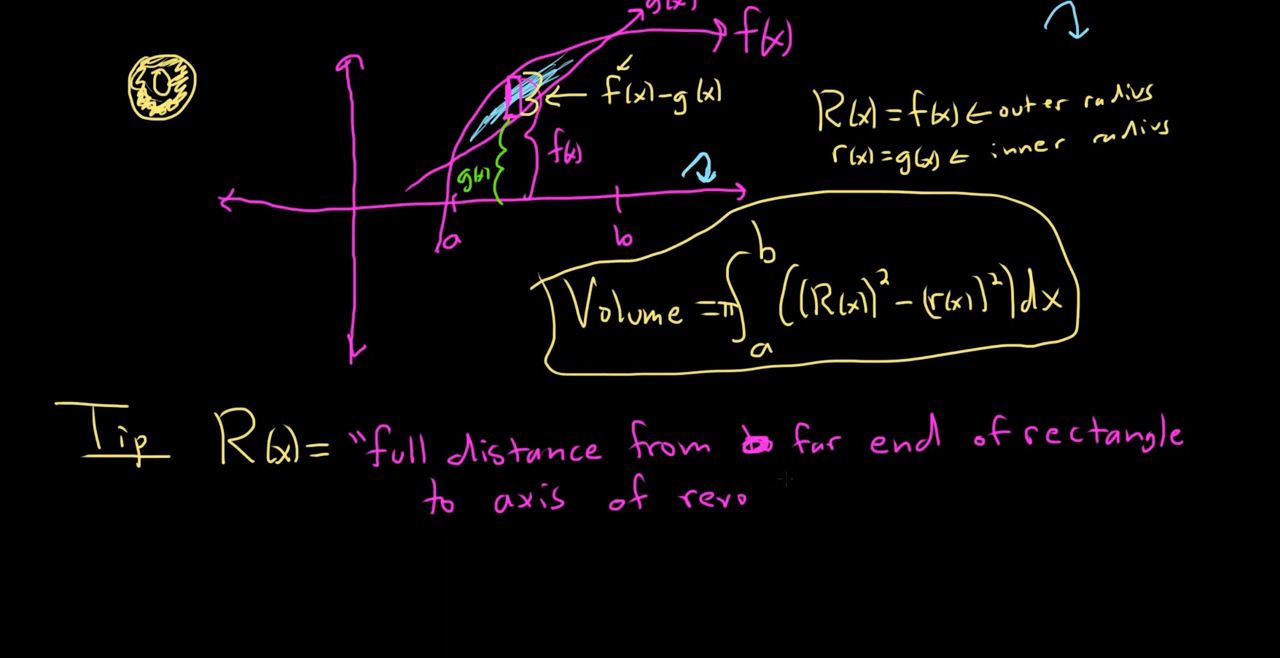 g(x)
f(x)
f(x)-g(x)
R(x)=f(x)← outer radius
r(x)=g(x)← inner radius
f(x)
g(x)
a
b
Volume =π∫ₐᵇ ((R(x))²-(r(x))²)dx
Tip R(x)= "full distance from far end of rectangle
to axis of revo